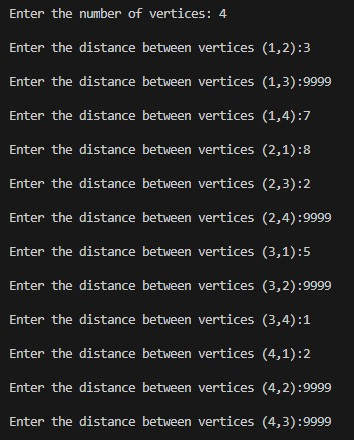 Enter the number of vertices: 4
Enter the distance between vertices (1,2):3
Enter the distance between vertices (1,3):9999
Enter the distance between vertices (1,4):7
Enter the distance between vertices (2,1):8
Enter the distance between vertices (2,3):2
Enter the distance between vertices (2,4):9999
Enter the distance between vertices (3,1):5
Enter the distance between vertices (3,2):9999
Enter the distance between vertices (3,4):1
Enter the distance between vertices (4,1):2
Enter the distance between vertices (4,2):9999
Enter the distance between vertices (4,3):9999